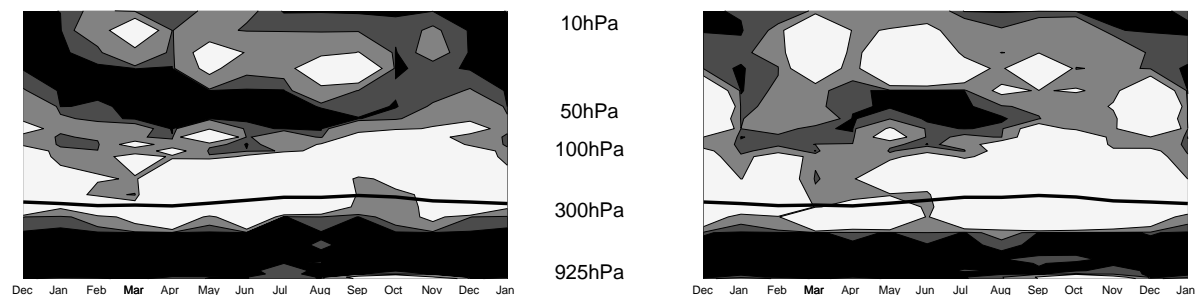 10hPa
50hPa
100hPa
300hPa
925hPa
Dec Jan Feb Mar Apr May Jun Jul Aug Sep Oct Nov Dec Jan
Dec Jan Feb Mar Apr May Jun Jul Aug Sep Oct Nov Dec Jan